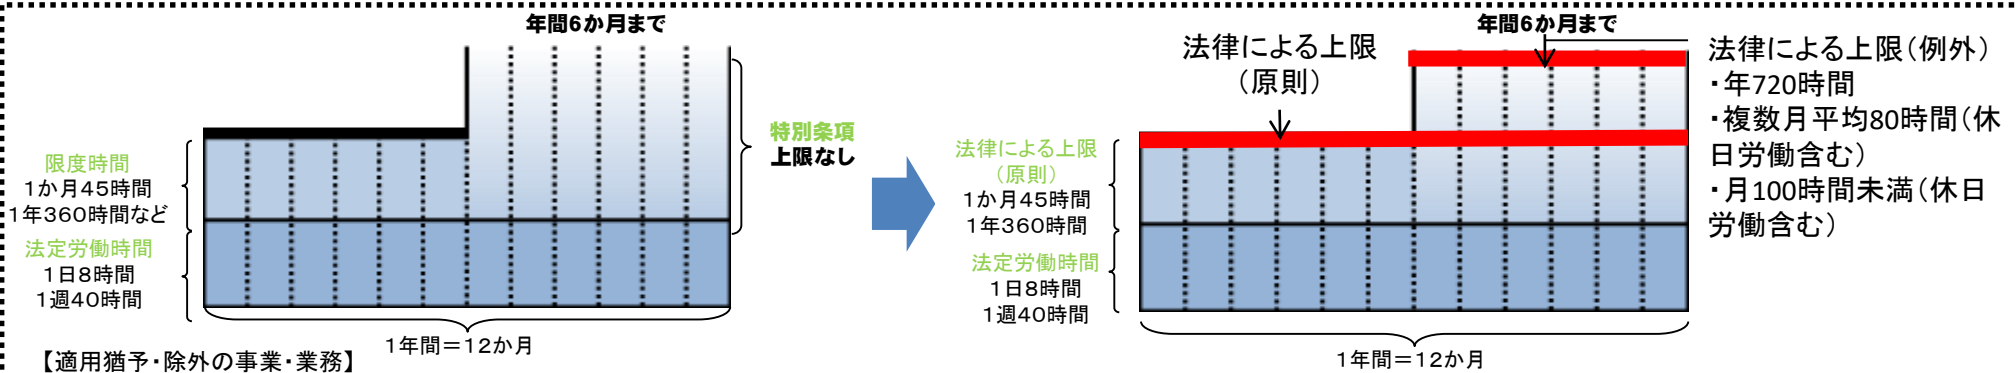 年間6か月まで
限度時間
1か月45時間
1年360時間など
法定労働時間
1日8時間
1週40時間
特別条項
上限なし
1年間＝12か月
【適用猶予・除外の事業・業務】
年間6か月まで
法律による上限
（原則）
法律による上限
（原則）
1か月45時間
1年360時間
法定労働時間
1日8時間
1週40時間
1年間＝12か月
法律による上限（例外）
・年720時間
・複数月平均80時間（休
日労働含む）
・月100時間未満（休日
労働含む）